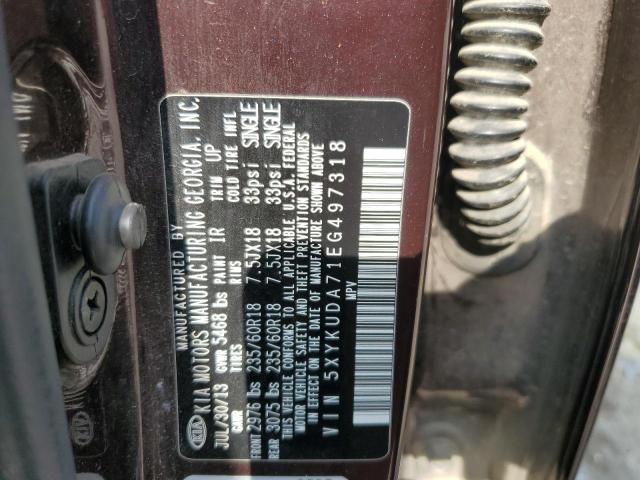 MANUFACTURED BY
KIA MOTORS MANUFACTURING GEORGIA, INC.
JUL/30/13 GVWR 5468 lbs PAINT IR TRIM UP
GAWR TIRES RIMS COLD TIRE INFL
FRONT 2976 lbs 235/60R18 7.5JX18 33psi SINGLE
REAR 3075 lbs 235/60R18 7.5JX18 33psi SINGLE
THIS VEHICLE CONFORMS TO ALL APPLICABLE U.S.A. FEDERAL
MOTOR VEHICLE SAFETY AND THEFT PREVENTION STANDARDS
IN EFFECT ON THE DATE OF MANUFACTURE SHOWN ABOVE
VIN 5XYKUDA71EG497318
MPV
KIA